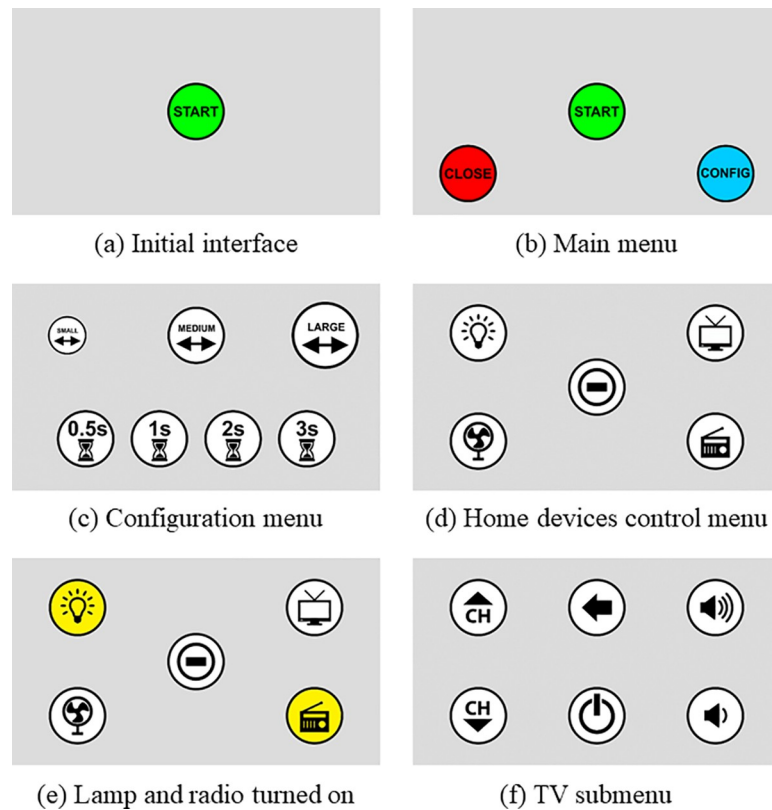 START
START
CLOSE
CONFIG
(a) Initial interface
(b) Main menu
SMALL
MEDIUM
LARGE
0.5s
1s
2s
3s
(c) Configuration menu
(d) Home devices control menu
(e) Lamp and radio turned on
CH
CH
(f) TV submenu